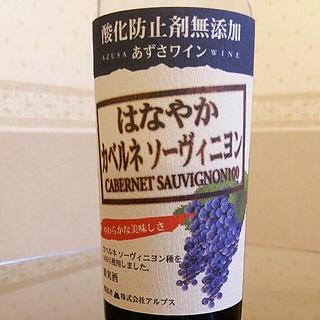 酸化防止剤無添加
AZUSA あずさワイン WINE
はなやか
カベルネ ソーヴィニヨン
CABERNET SAUVIGNON100
やわらかな美味しさ
カベルネ ソーヴィニヨン種を
使用しました。
果実酒
株式会社アルプス